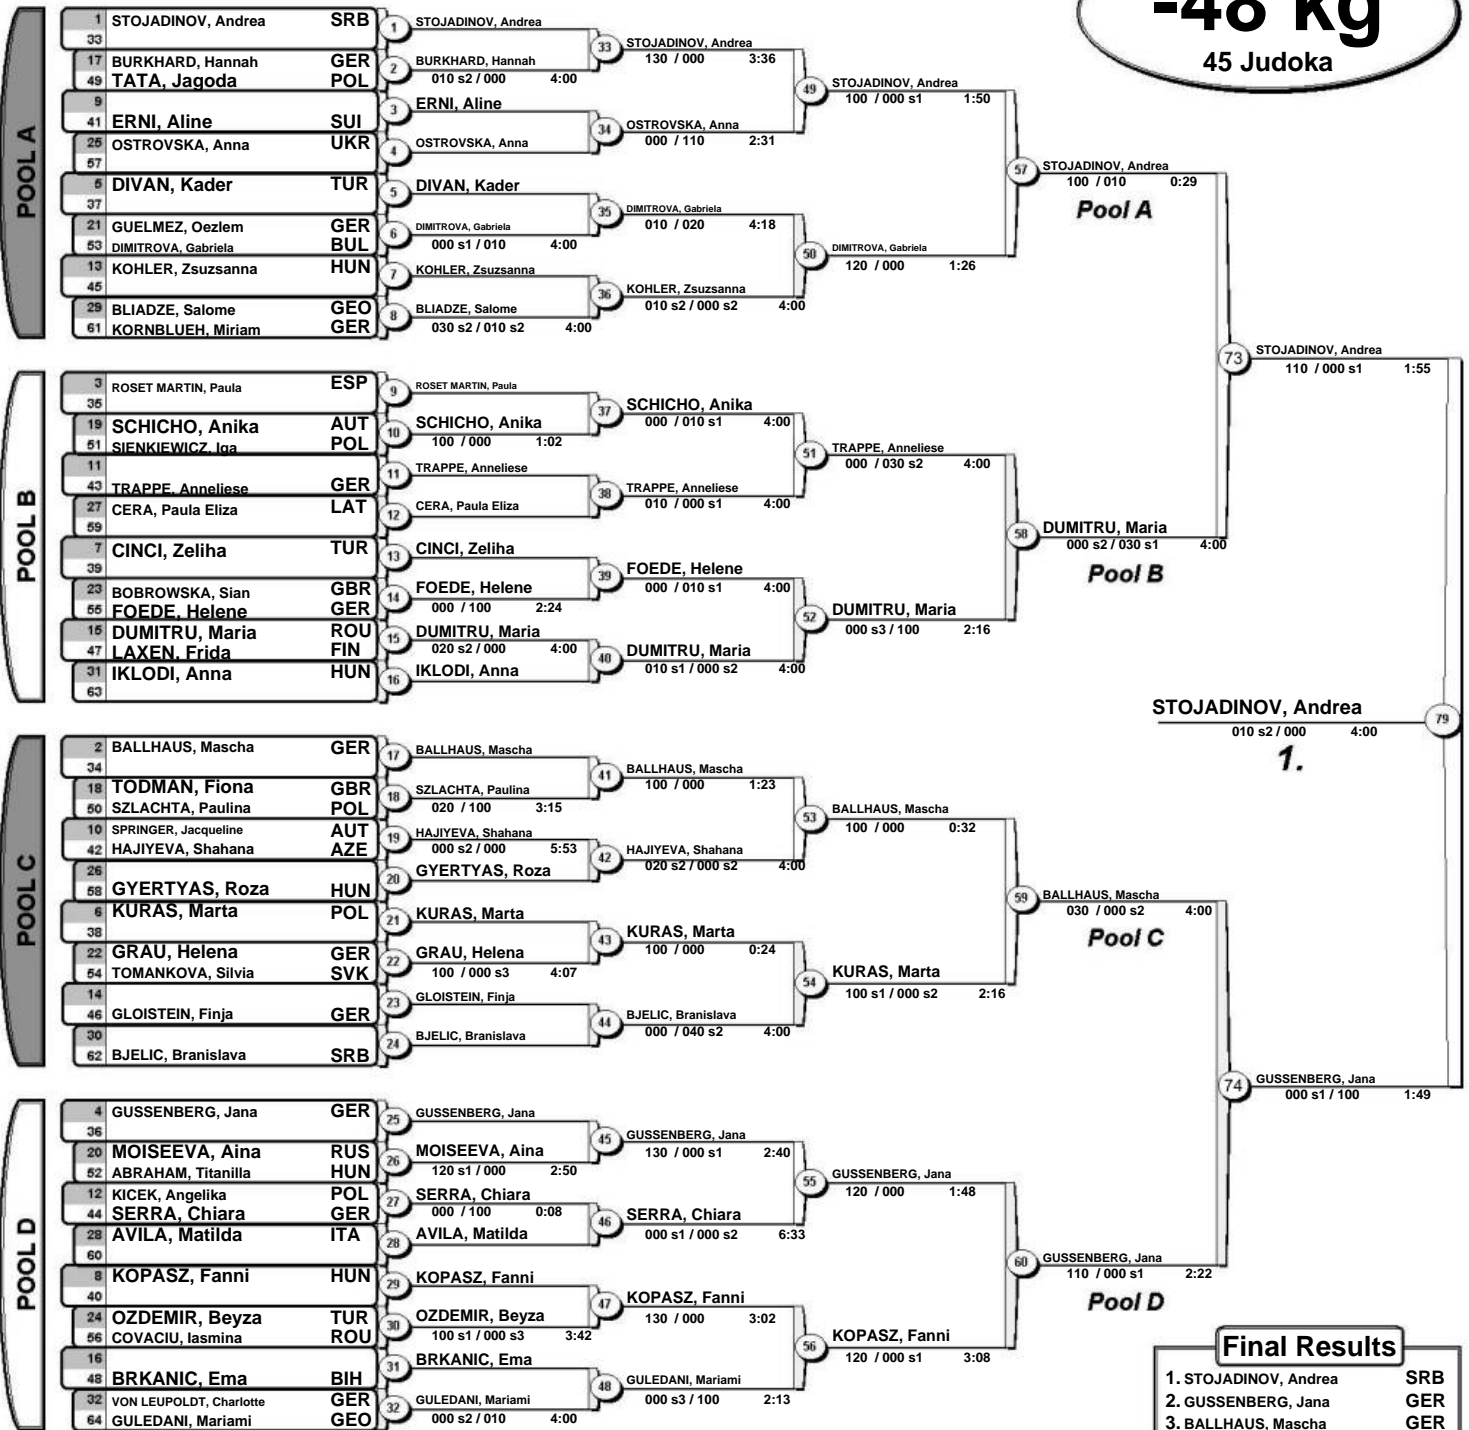 -48 kg
45 Judoka
POOL A
1 STOJADINOV, Andrea SRB
33
17 BURKHARD, Hannah GER
49 TATA, Jagoda POL
9
41 ERNI, Aline SUI
25 OSTROVSKA, Anna UKR
57
5 DIVAN, Kader TUR
37
21 GUELMEZ, Oezlem GER
53 DIMITROVA, Gabriela BUL
13 KOHLER, Zsuzsanna HUN
45
29 BLIADZE, Salome GEO
61 KORNBLUEH, Miriam GER
1 STOJADINOV, Andrea
2 BURKHARD, Hannah
010 s2 / 000 4:00
3 ERNI, Aline
4 OSTROVSKA, Anna
5 DIVAN, Kader
6 DIMITROVA, Gabriela
000 s1 / 010 4:00
7 KOHLER, Zsuzsanna
8 BLIADZE, Salome
030 s2 / 010 s2 4:00
33 STOJADINOV, Andrea
130 / 000 3:36
34 OSTROVSKA, Anna
000 / 110 2:31
35 DIMITROVA, Gabriela
010 / 020 4:18
36 KOHLER, Zsuzsanna
010 s2 / 000 s2 4:00
49 STOJADINOV, Andrea
100 / 000 s1 1:50
50 DIMITROVA, Gabriela
120 / 000 1:26
57 STOJADINOV, Andrea
100 / 010 0:29
Pool A
POOL B
3 ROSET MARTIN, Paula ESP
35
19 SCHICHO, Anika AUT
51 SIENKIEWICZ, Iga POL
11
43 TRAPPE, Anneliese GER
27 CERA, Paula Eliza LAT
59
7 CINCI, Zeliha TUR
39
23 BOBROWSKA, Sian GBR
55 FOEDE, Helene GER
15 DUMITRU, Maria ROU
47 LAXEN, Frida FIN
31 IKLODI, Anna HUN
63
9 ROSET MARTIN, Paula
10 SCHICHO, Anika
100 / 000 1:02
11 TRAPPE, Anneliese
12 CERA, Paula Eliza
13 CINCI, Zeliha
14 FOEDE, Helene
000 / 100 2:24
15 DUMITRU, Maria
020 s2 / 000 4:00
16 IKLODI, Anna
37 SCHICHO, Anika
000 / 010 s1 4:00
38 TRAPPE, Anneliese
010 / 000 s1 4:00
39 FOEDE, Helene
000 / 010 s1 4:00
40 DUMITRU, Maria
010 s1 / 000 s2 4:00
51 TRAPPE, Anneliese
000 / 030 s2 4:00
52 DUMITRU, Maria
000 s3 / 100 2:16
58 DUMITRU, Maria
000 s2 / 030 s1 4:00
Pool B
73 STOJADINOV, Andrea
110 / 000 s1 1:55
STOJADINOV, Andrea 79
010 s2 / 000 4:00
1.
POOL C
2 BALLHAUS, Mascha GER
34
18 TODMAN, Fiona GBR
50 SZLACHTA, Paulina POL
10 SPRINGER, Jacqueline AUT
42 HAJIYEVA, Shahana AZE
26
58 GYERTYAS, Roza HUN
6 KURAS, Marta POL
38
22 GRAU, Helena GER
54 TOMANKOVA, Silvia SVK
14
46 GLOISTEIN, Finja GER
30
62 BJELIC, Branislava SRB
17 BALLHAUS, Mascha
18 SZLACHTA, Paulina
020 / 100 3:15
19 HAJIYEVA, Shahana
000 s2 / 000 5:53
20 GYERTYAS, Roza
21 KURAS, Marta
22 GRAU, Helena
100 / 000 s3 4:07
23 GLOISTEIN, Finja
24 BJELIC, Branislava
41 BALLHAUS, Mascha
100 / 000 1:23
42 HAJIYEVA, Shahana
020 s2 / 000 s2 4:00
43 KURAS, Marta
100 / 000 0:24
44 BJELIC, Branislava
000 / 040 s2 4:00
53 BALLHAUS, Mascha
100 / 000 0:32
54 KURAS, Marta
100 s1 / 000 s2 2:16
59 BALLHAUS, Mascha
030 / 000 s2 4:00
Pool C
74 GUSSENBERG, Jana
000 s1 / 100 1:49
POOL D
4 GUSSENBERG, Jana GER
36
20 MOISEEVA, Aina RUS
52 ABRAHAM, Titanilla HUN
12 KICEK, Angelika POL
44 SERRA, Chiara GER
28 AVILA, Matilda ITA
60
8 KOPASZ, Fanni HUN
40
24 OZDEMIR, Beyza TUR
56 COVACIU, Iasmina ROU
16
48 BRKANIC, Ema BIH
32 VON LEUPOLDT, Charlotte GER
64 GULEDANI, Mariami GEO
25 GUSSENBERG, Jana
26 MOISEEVA, Aina
120 s1 / 000 2:50
27 SERRA, Chiara
000 / 100 0:08
28 AVILA, Matilda
29 KOPASZ, Fanni
30 OZDEMIR, Beyza
100 s1 / 000 s3 3:42
31 BRKANIC, Ema
32 GULEDANI, Mariami
000 s2 / 010 4:00
45 GUSSENBERG, Jana
130 / 000 s1 2:40
46 SERRA, Chiara
000 s1 / 000 s2 6:33
47 KOPASZ, Fanni
130 / 000 3:02
48 GULEDANI, Mariami
000 s3 / 100 2:13
55 GUSSENBERG, Jana
120 / 000 1:48
56 KOPASZ, Fanni
120 / 000 s1 3:08
60 GUSSENBERG, Jana
110 / 000 s1 2:22
Pool D
Final Results
1. STOJADINOV, Andrea SRB
2. GUSSENBERG, Jana GER
3. BALLHAUS, Mascha GER